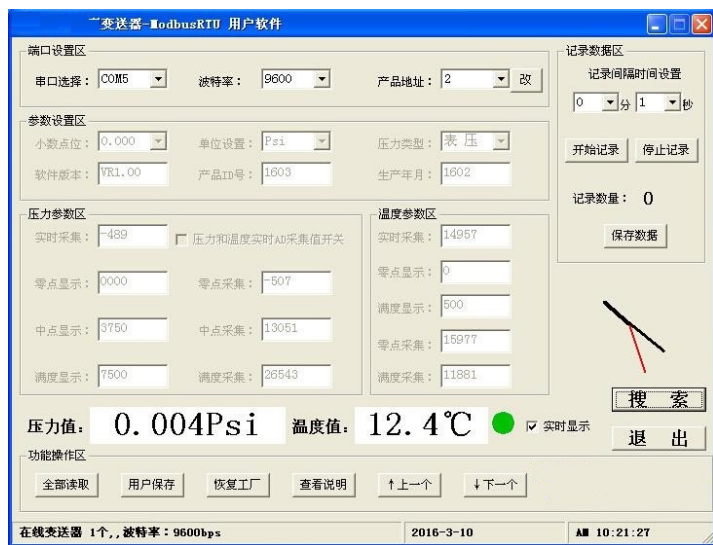 变送器-ModbusRTU 用户软件
端口设置区
串口选择： COM5 波特率： 9600 产品地址： 2 改
参数设置区
小数点位： 0.000 单位设置： Psi 压力类型： 表 压
软件版本： VR1.00 产品ID号： 1603 生产年月： 1602
压力参数区
实时采集： -489 压力和温度实时AD采集值开关
零点显示： 0000 零点采集： -507
中点显示： 3750 中点采集： 13051
满度显示： 7500 满度采集： 26543
温度参数区
实时采集： 14957
零点显示： 0
满度显示： 500
零点采集： 15977
满度采集： 11881
记录数据区
记录间隔时间设置
0 分 1 秒
开始记录 停止记录
记录数量： 0
保存数据
搜 索
退 出
压力值： 0.004Psi 温度值： 12.4℃ 实时显示
功能操作区
全部读取 用户保存 恢复工厂 查看说明 ↑上一个 ↓下一个
在线变送器 1个,,波特率：9600bps 2016-3-10 AM 10:21:27